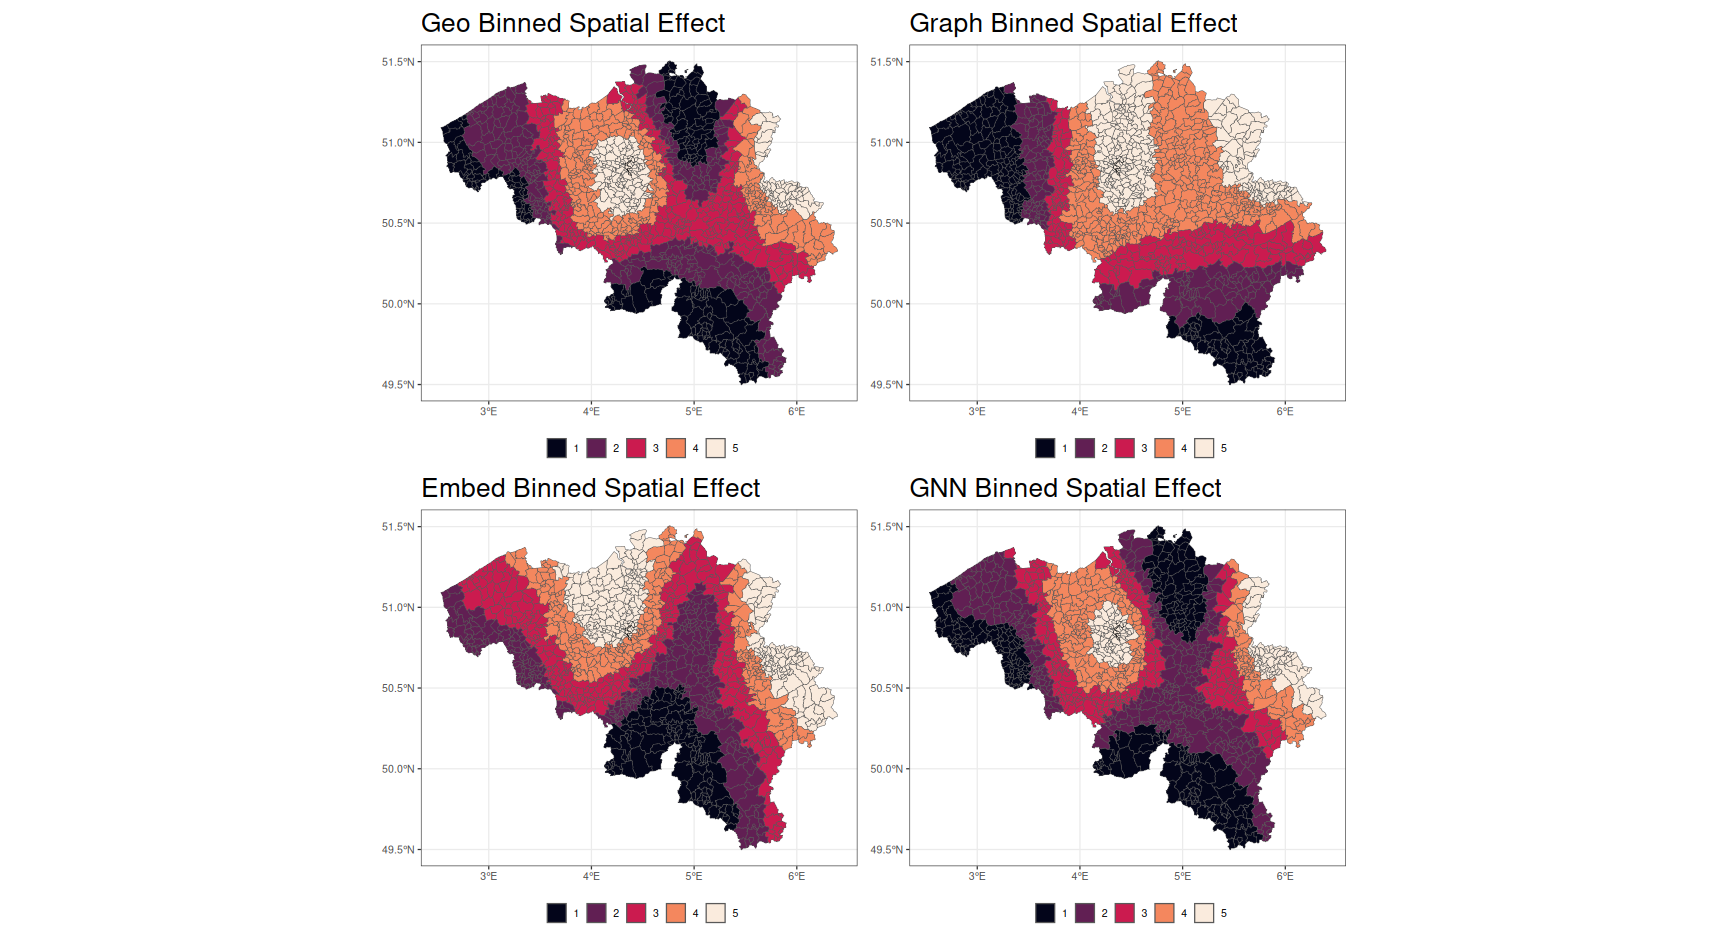 Geo Binned Spatial Effect
51.5°N
51.0°N
50.5°N
50.0°N
49.5°N
3°E 4°E 5°E 6°E
1 2 3 4 5
Graph Binned Spatial Effect
51.5°N
51.0°N
50.5°N
50.0°N
49.5°N
3°E 4°E 5°E 6°E
1 2 3 4 5
Embed Binned Spatial Effect
51.5°N
51.0°N
50.5°N
50.0°N
49.5°N
3°E 4°E 5°E 6°E
1 2 3 4 5
GNN Binned Spatial Effect
51.5°N
51.0°N
50.5°N
50.0°N
49.5°N
3°E 4°E 5°E 6°E
1 2 3 4 5